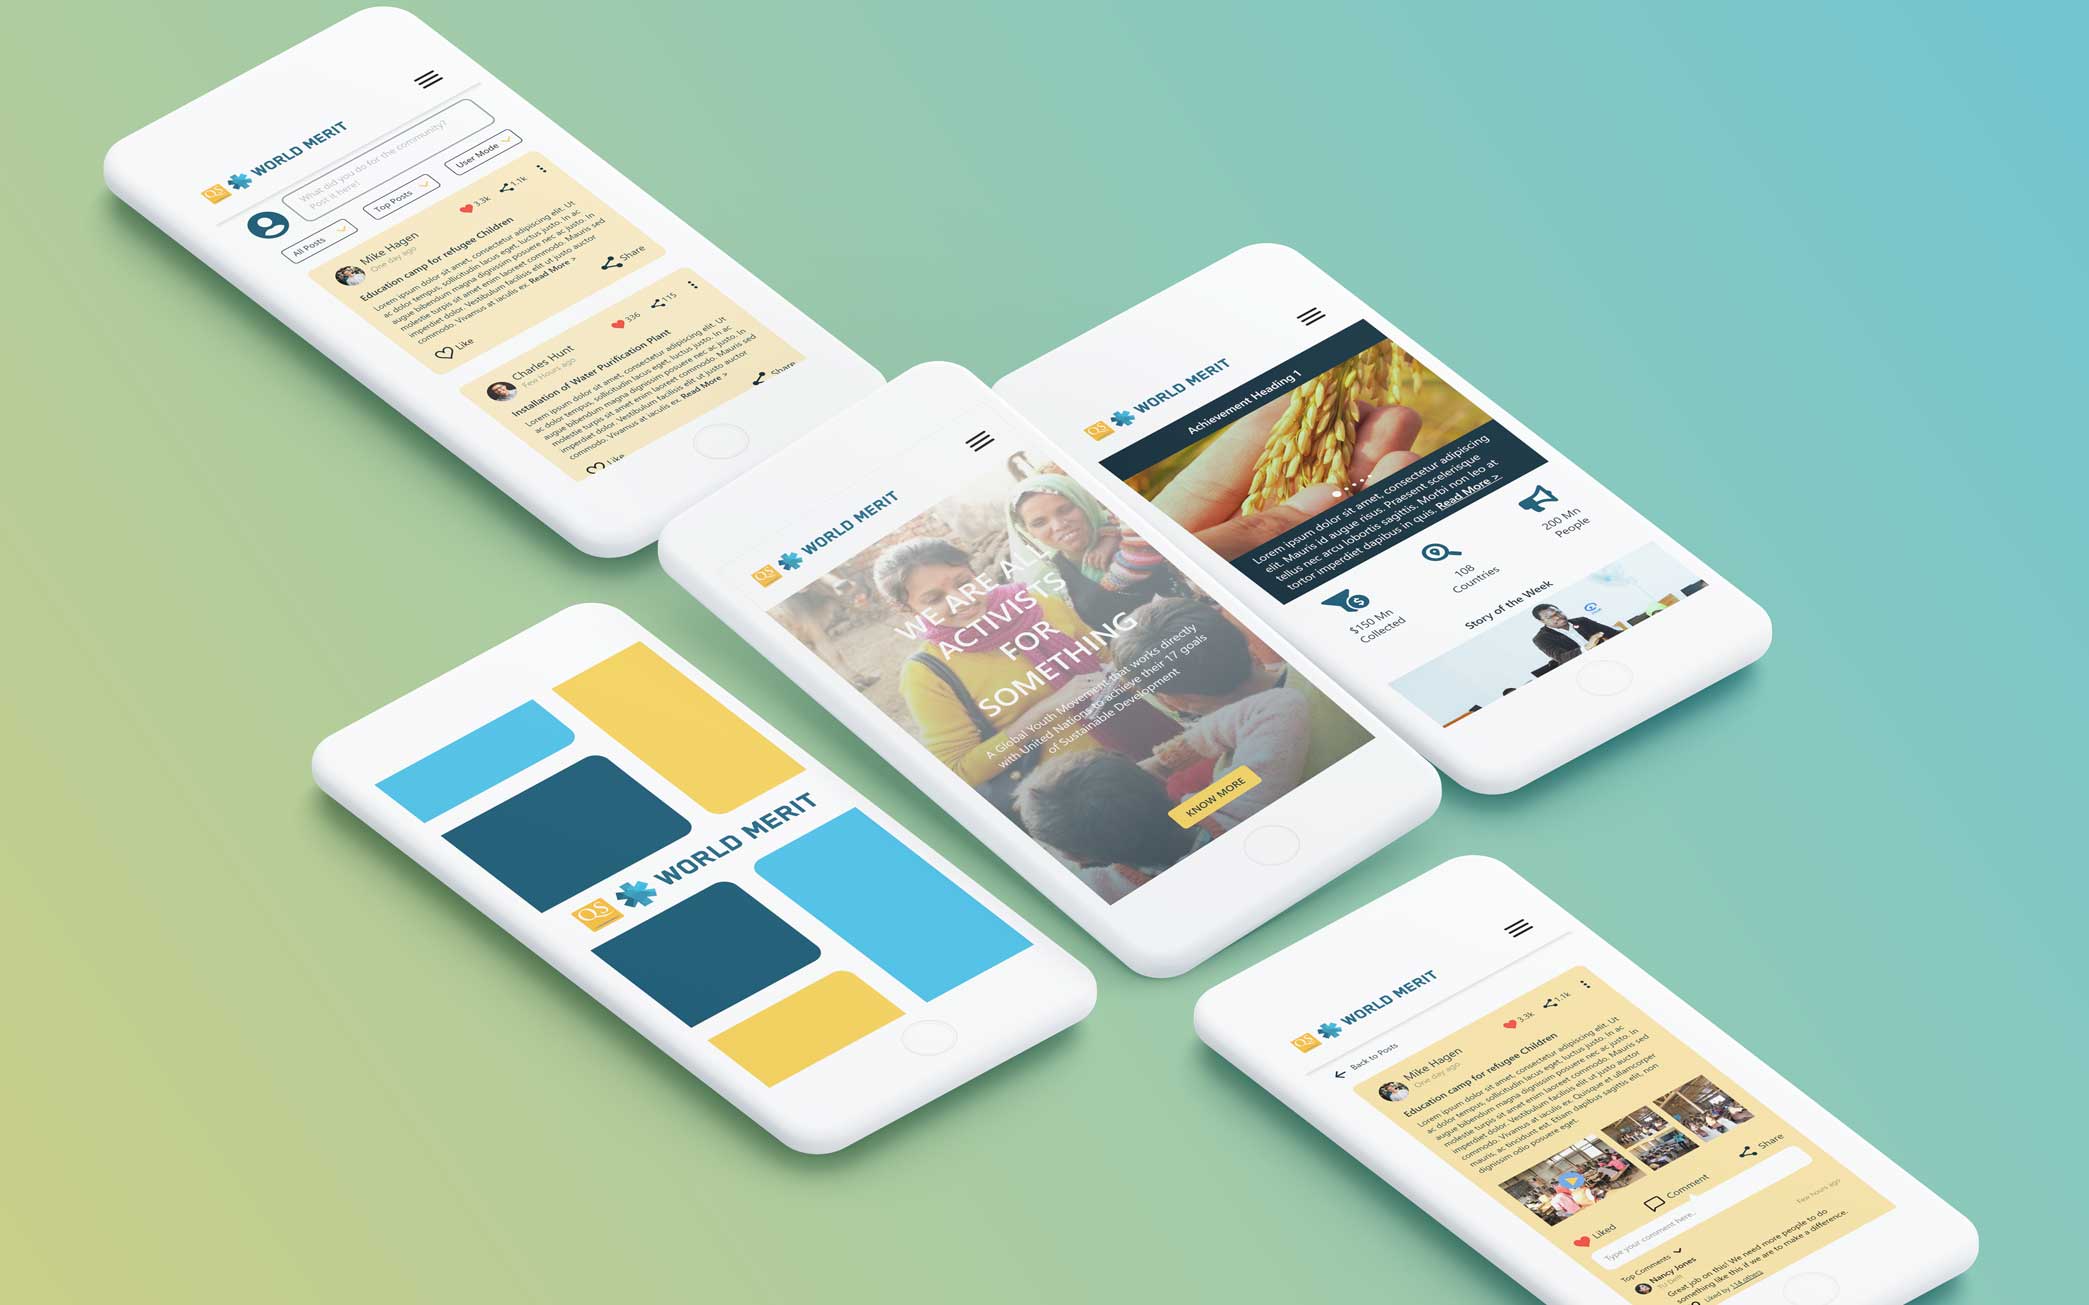 QS WORLD MERIT
What did you do for the community?
Post it here!
All Posts
Top Posts
User Mode
Mike Hagen
One day ago
3.3k
1.1k
Education camp for refugee Children
Lorem ipsum dolor sit amet, consectetur adipiscing elit. Ut
ac dolor tempus, sollicitudin lacus eget, luctus justo. In ac
augue bibendum magna dignissim posuere nec ac justo. In
molestie turpis sit amet enim laoreet commodo. Mauris sed
imperdiet dolor. Vestibulum facilisis elit ut justo auctor
commodo. Vivamus at iaculis ex. Read More >
Like
Share
Charles Hunt
Few Hours ago
336
115
Installation of Water Purification Plant
Lorem ipsum dolor sit amet, consectetur adipiscing elit. Ut
ac dolor tempus, sollicitudin lacus eget, luctus justo. In ac
augue bibendum magna dignissim posuere nec ac justo. In
molestie turpis sit amet enim laoreet commodo. Mauris sed
imperdiet dolor. Vestibulum facilisis elit ut justo auctor
commodo. Vivamus at iaculis ex. Read More >
Like
Share
QS WORLD MERIT
WE ARE ALL
ACTIVISTS
FOR
SOMETHING
A Global Youth Movement that works directly
with United Nations to achieve their 17 goals
of Sustainable Development
KNOW MORE
QS WORLD MERIT
Achievement Heading 1
Lorem ipsum dolor sit amet, consectetur adipiscing
elit. Mauris id augue risus. Praesent scelerisque
tellus nec arcu lobortis sagittis. Morbi non leo at
tortor imperdiet dapibus in quis. Read More >
$150 Mn
Collected
108
Countries
200 Mn
People
Story of the Week
QS WORLD MERIT
QS WORLD MERIT
Back to Posts
Mike Hagen
One day ago
3.3k
1.1k
Education camp for refugee Children
Lorem ipsum dolor sit amet, consectetur adipiscing elit. Ut
ac dolor tempus, sollicitudin lacus eget, luctus justo. In ac
augue bibendum magna dignissim posuere nec ac justo. In
molestie turpis sit amet enim laoreet commodo. Mauris sed
imperdiet dolor. Vestibulum facilisis elit ut justo auctor
commodo. Vivamus at iaculis ex. Quisque et ullamcorper
mauris, ac tincidunt est. Etiam dapibus sagittis elit, non
dignissim odio posuere eget.
Liked
Comment
Share
Type your comment here..
Top Comments
Nancy Jones
TU Delft
Few hours ago
Great job on this! We need more people to do
something like this if we are to make a difference.
Liked by 114 others